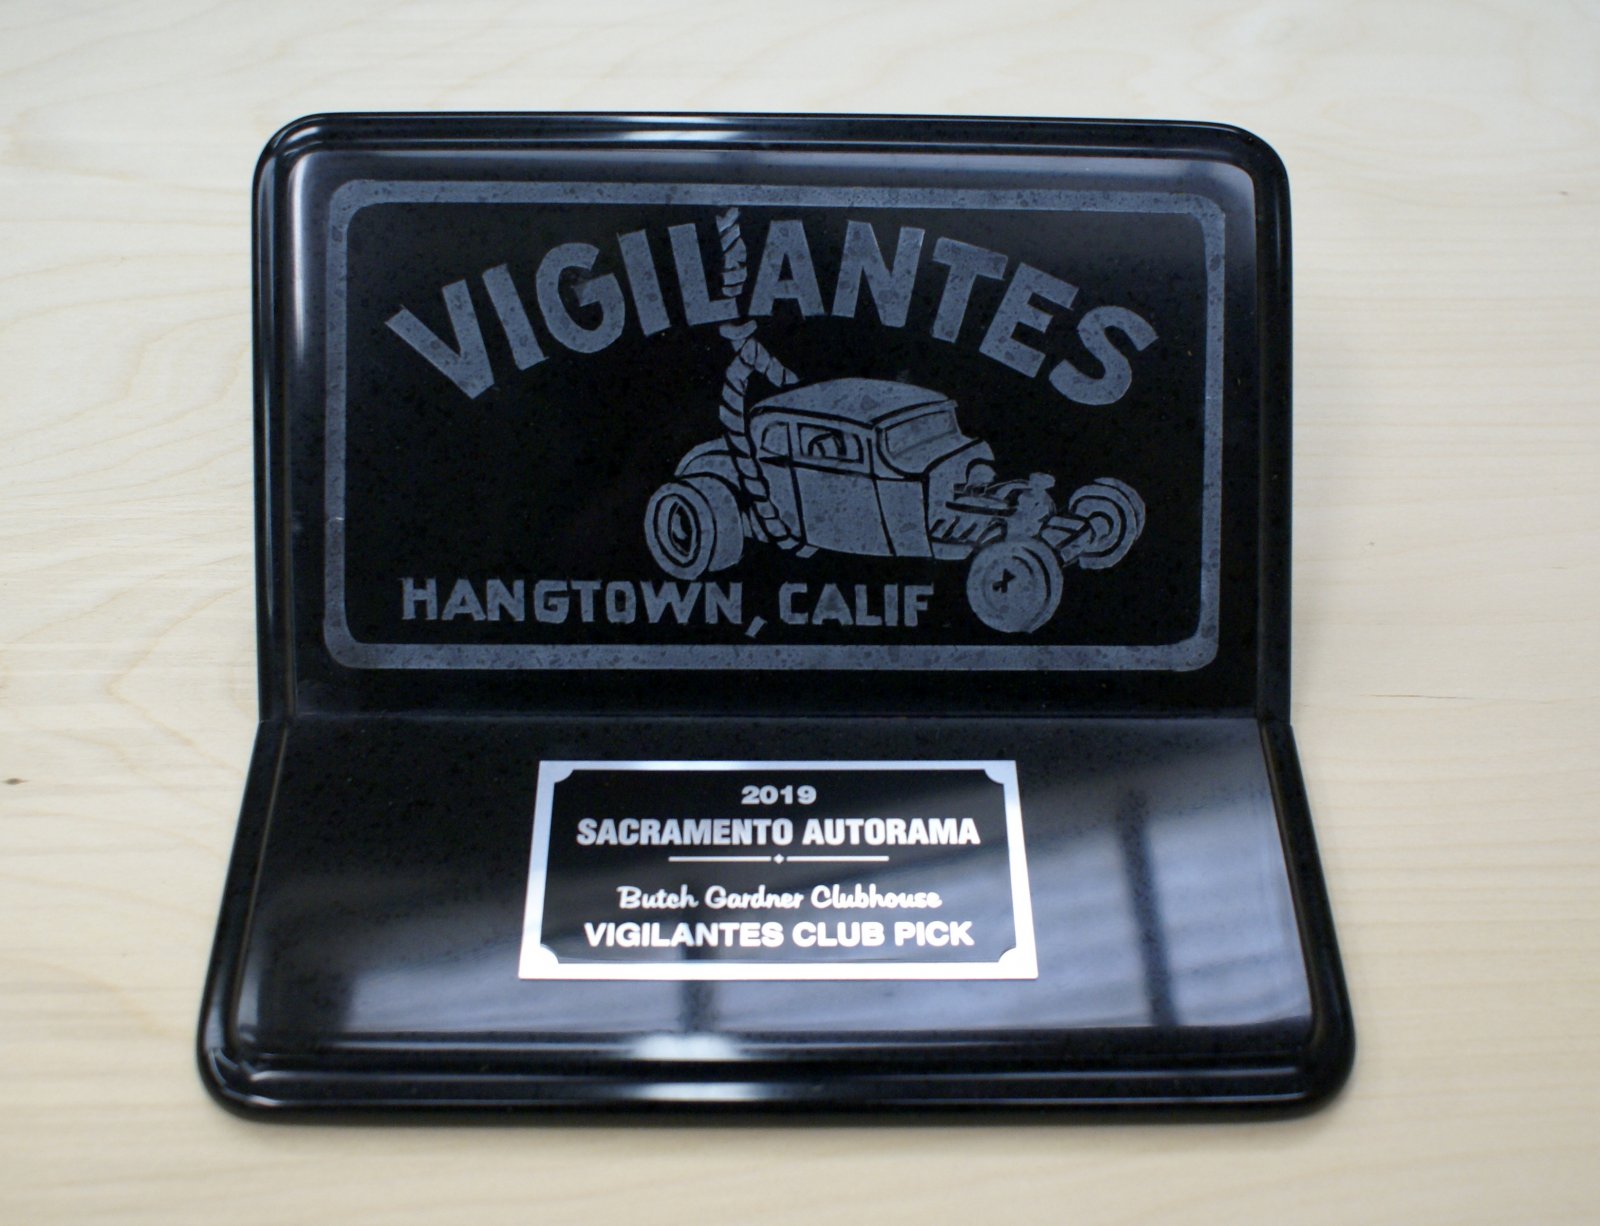 VIGILANTES
HANGTOWN, CALIF
2019
SACRAMENTO AUTORAMA
Butch Gardner Clubhouse
VIGILANTES CLUB PICK